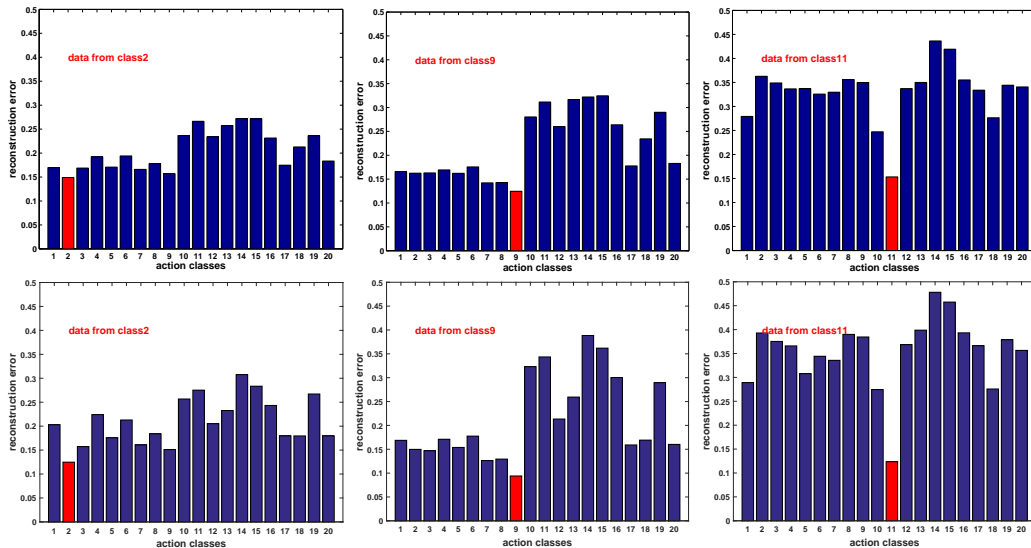 0.5
0.45
0.4
0.35
0.3
0.25
0.2
0.15
0.1
0.05
0
reconstruction error
data from class2
1 2 3 4 5 6 7 8 9 10 11 12 13 14 15 16 17 18 19 20
action classes
0.5
0.45
0.4
0.35
0.3
0.25
0.2
0.15
0.1
0.05
0
reconstruction error
data from class9
1 2 3 4 5 6 7 8 9 10 11 12 13 14 15 16 17 18 19 20
action classes
0.5
0.45
0.4
0.35
0.3
0.25
0.2
0.15
0.1
0.05
0
reconstruction error
data from class11
1 2 3 4 5 6 7 8 9 10 11 12 13 14 15 16 17 18 19 20
action classes
0.5
0.45
0.4
0.35
0.3
0.25
0.2
0.15
0.1
0.05
0
reconstruction error
data from class2
1 2 3 4 5 6 7 8 9 10 11 12 13 14 15 16 17 18 19 20
action classes
0.5
0.45
0.4
0.35
0.3
0.25
0.2
0.15
0.1
0.05
0
reconstruction error
data from class9
1 2 3 4 5 6 7 8 9 10 11 12 13 14 15 16 17 18 19 20
action classes
0.5
0.45
0.4
0.35
0.3
0.25
0.2
0.15
0.1
0.05
0
reconstruction error
data from class11
1 2 3 4 5 6 7 8 9 10 11 12 13 14 15 16 17 18 19 20
action classes